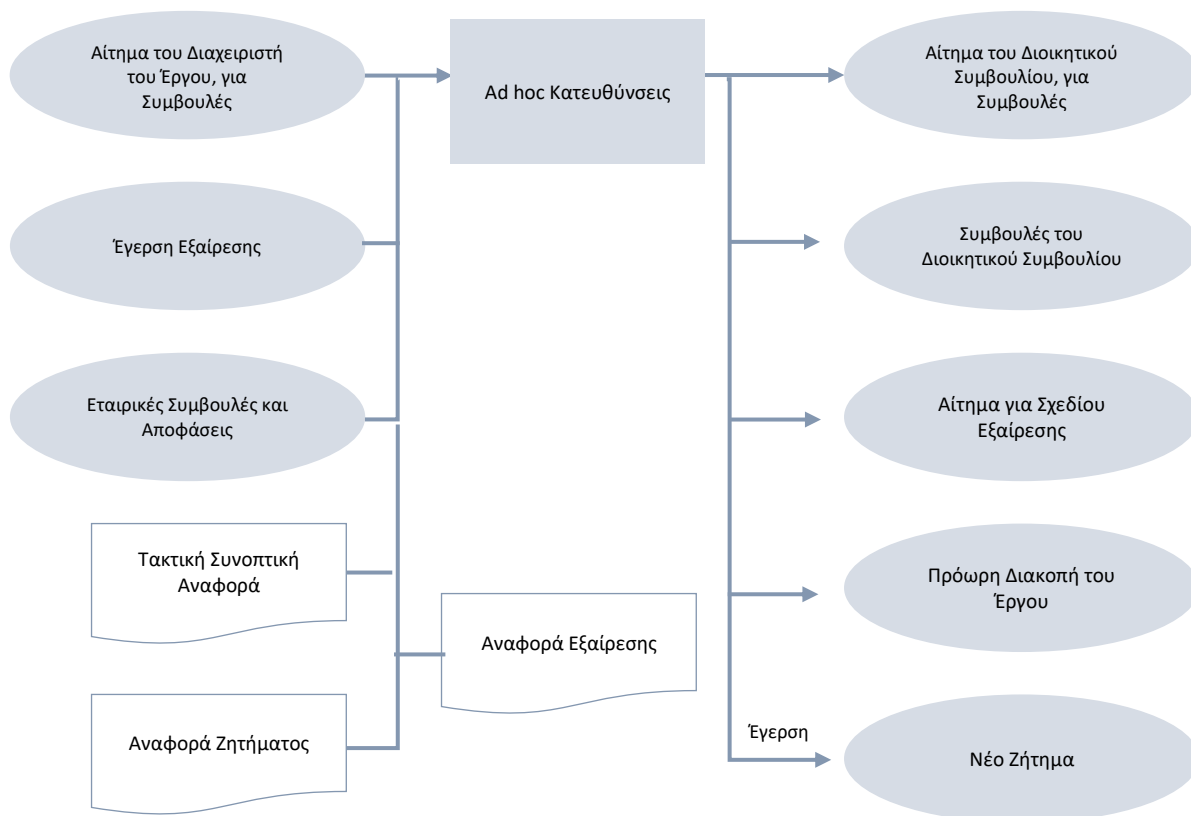 Αίτημα του Διαχειριστή
του Έργου, για
Συμβουλές
Ad hoc Κατευθύνσεις
Αίτημα του Διοικητικού
Συμβουλίου, για
Συμβουλές
Έγερση Εξαίρεσης
Συμβουλές του
Διοικητικού Συμβουλίου
Εταιρικές Συμβουλές και
Αποφάσεις
Αίτημα για Σχεδίου
Εξαίρεσης
Τακτική Συνοπτική
Αναφορά
Πρόωρη Διακοπή του
Έργου
Αναφορά Εξαίρεσης
Αναφορά Ζητήματος
Έγερση
Νέο Ζήτημα